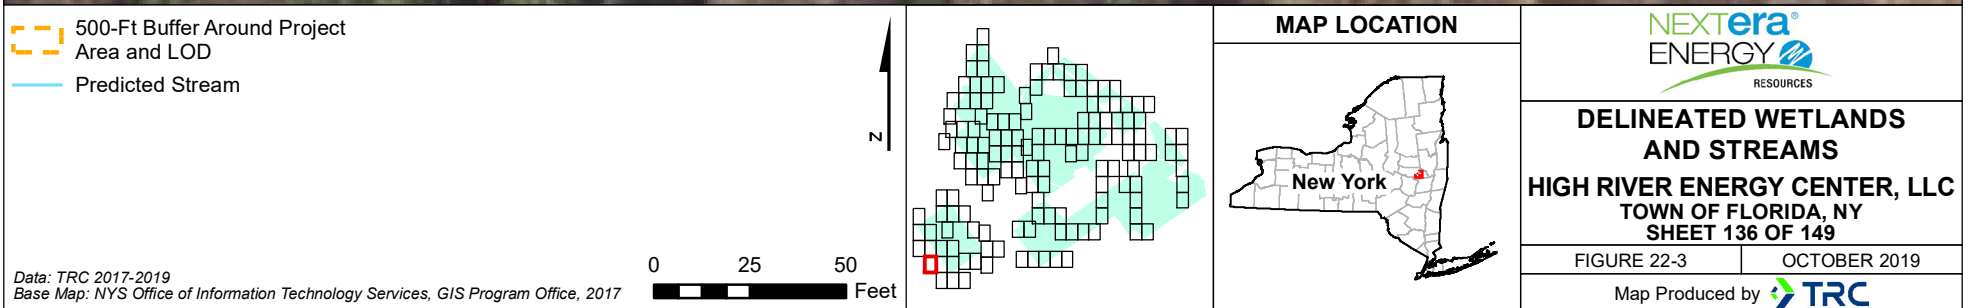 500-Ft Buffer Around Project
Area and LOD
Predicted Stream
N
Data: TRC 2017-2019
Base Map: NYS Office of Information Technology Services, GIS Program Office, 2017
0 25 50
Feet
MAP LOCATION
New York
NEXTera®
ENERGY
RESOURCES
DELINEATED WETLANDS
AND STREAMS
HIGH RIVER ENERGY CENTER, LLC
TOWN OF FLORIDA, NY
SHEET 136 OF 149
FIGURE 22-3
OCTOBER 2019
Map Produced by TRC